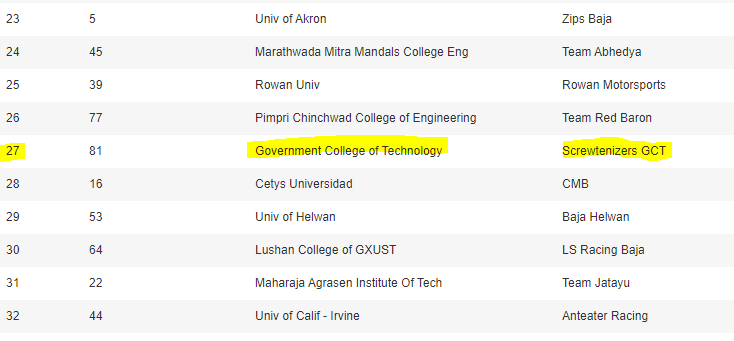 23 5 Univ of Akron Zips Baja
24 45 Marathwada Mitra Mandals College Eng Team Abhedya
25 39 Rowan Univ Rowan Motorsports
26 77 Pimpri Chinchwad College of Engineering Team Red Baron
27 81 Government College of Technology Screwtenizers GCT
28 16 Cetys Universidad CMB
29 53 Univ of Helwan Baja Helwan
30 64 Lushan College of GXUST LS Racing Baja
31 22 Maharaja Agrasen Institute Of Tech Team Jatayu
32 44 Univ of Calif - Irvine Anteater Racing